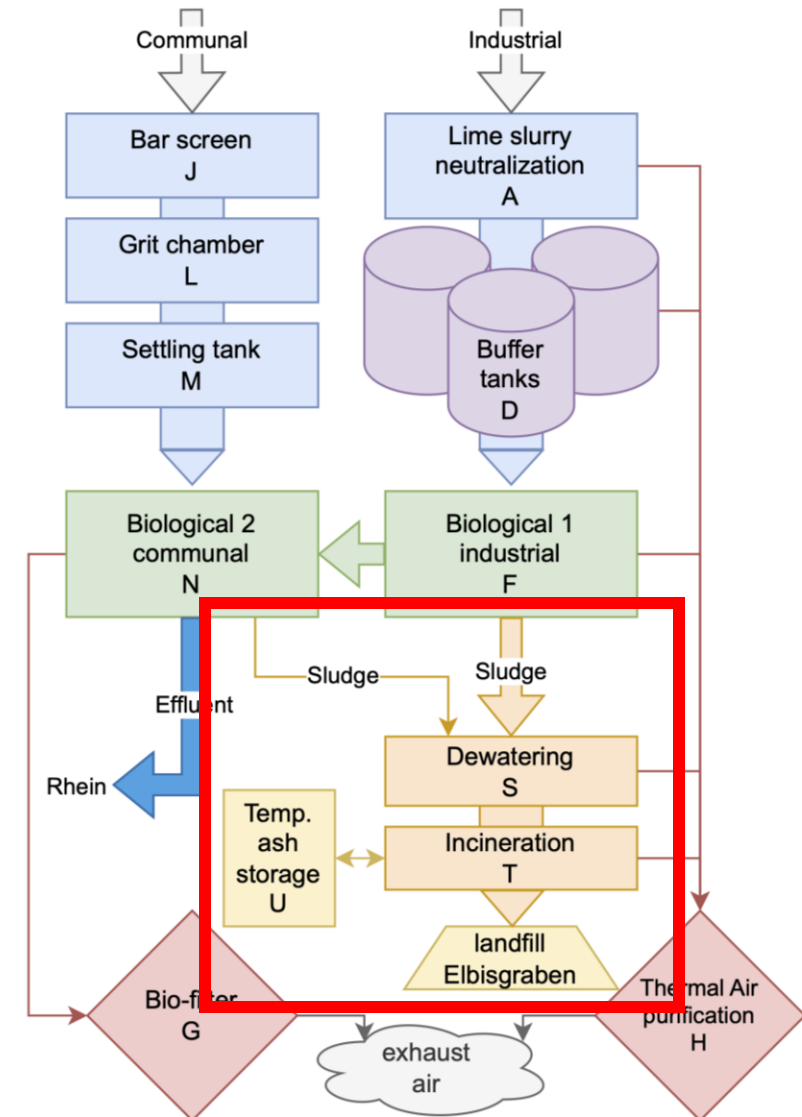 Communal
Industrial
Bar screen
J
Lime slurry
neutralization
A
Grit chamber
L
Settling tank
M
Buffer
tanks
D
Biological 2
communal
N
Biological 1
industrial
F
Sludge
Sludge
Effluent
Rhein
Dewatering
S
Temp.
ash
storage
U
Incineration
T
landfill
Elbisgraben
Bio-filter
G
Thermal Air
purification
H
exhaust
air